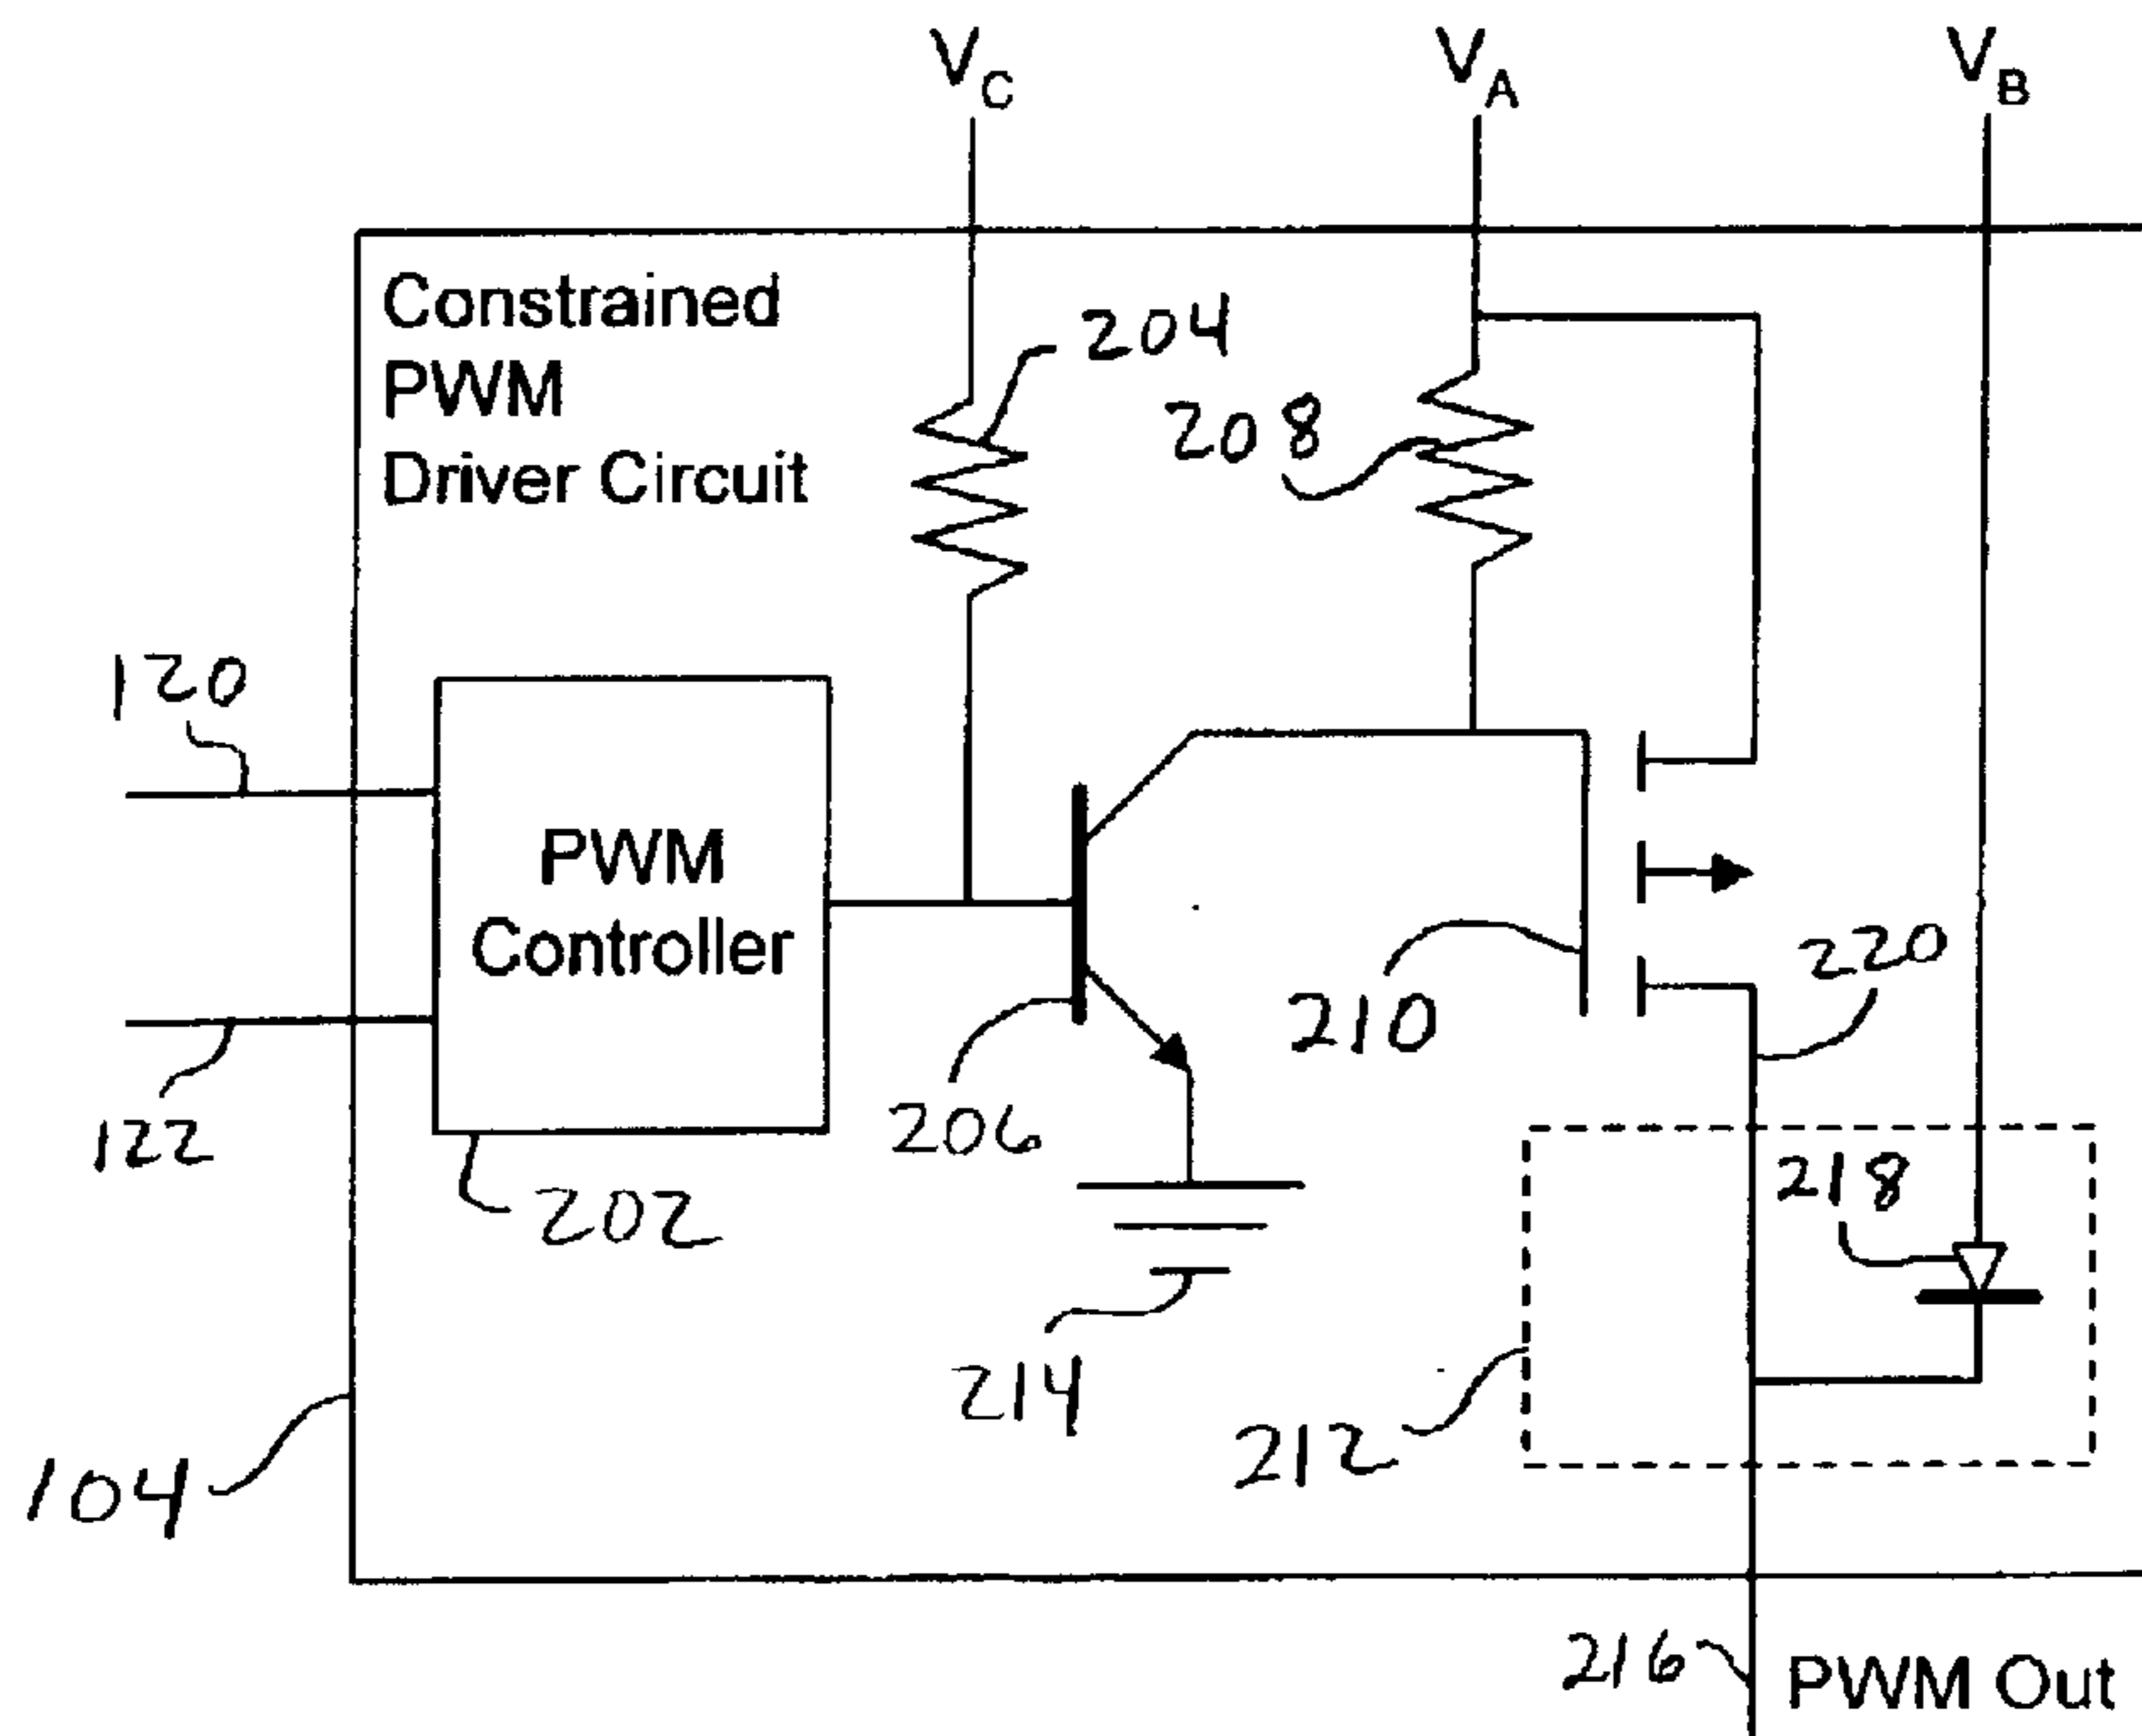 V_C
V_A
V_B
Constrained
PWM
Driver Circuit
204
208
120
PWM
Controller
220
210
122
206
218
202
214
212
104
216
PWM Out